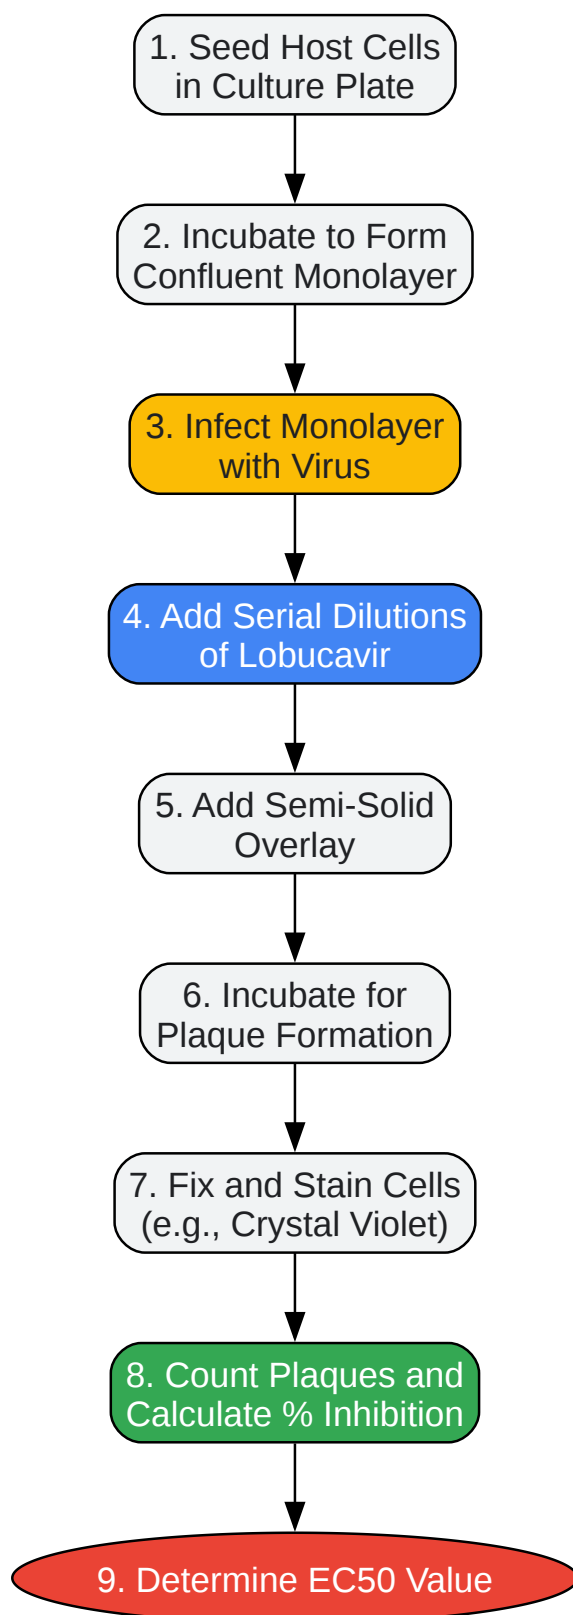 1. Seed Host Cells
in Culture Plate
2. Incubate to Form
Confluent Monolayer
3. Infect Monolayer
with Virus
4. Add Serial Dilutions
of Lobucavir
5. Add Semi-Solid
Overlay
6. Incubate for
Plaque Formation
7. Fix and Stain Cells
(e.g., Crystal Violet)
8. Count Plaques and
Calculate % Inhibition
9. Determine EC50 Value